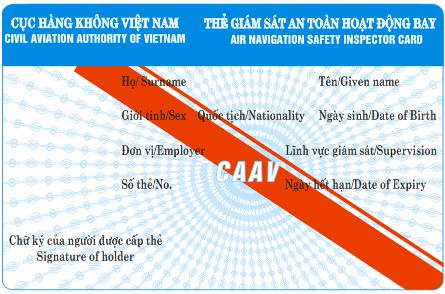 CỤC HÀNG KHÔNG VIỆT NAM
CIVIL AVIATION AUTHORITY OF VIETNAM
THẺ GIÁM SÁT AN TOÀN HOẠT ĐỘNG BAY
AIR NAVIGATION SAFETY INSPECTOR CARD
Họ/ Surname Tên/Given name
Giới tính/Sex Quốc tịch/Nationality Ngày sinh/Date of Birth
Đơn vị/Employer Lĩnh vực giám sát/Supervision
CAAV
Số thẻ/No. Ngày hết hạn/Date of Expiry
Chữ ký của người được cấp thẻ
Signature of holder